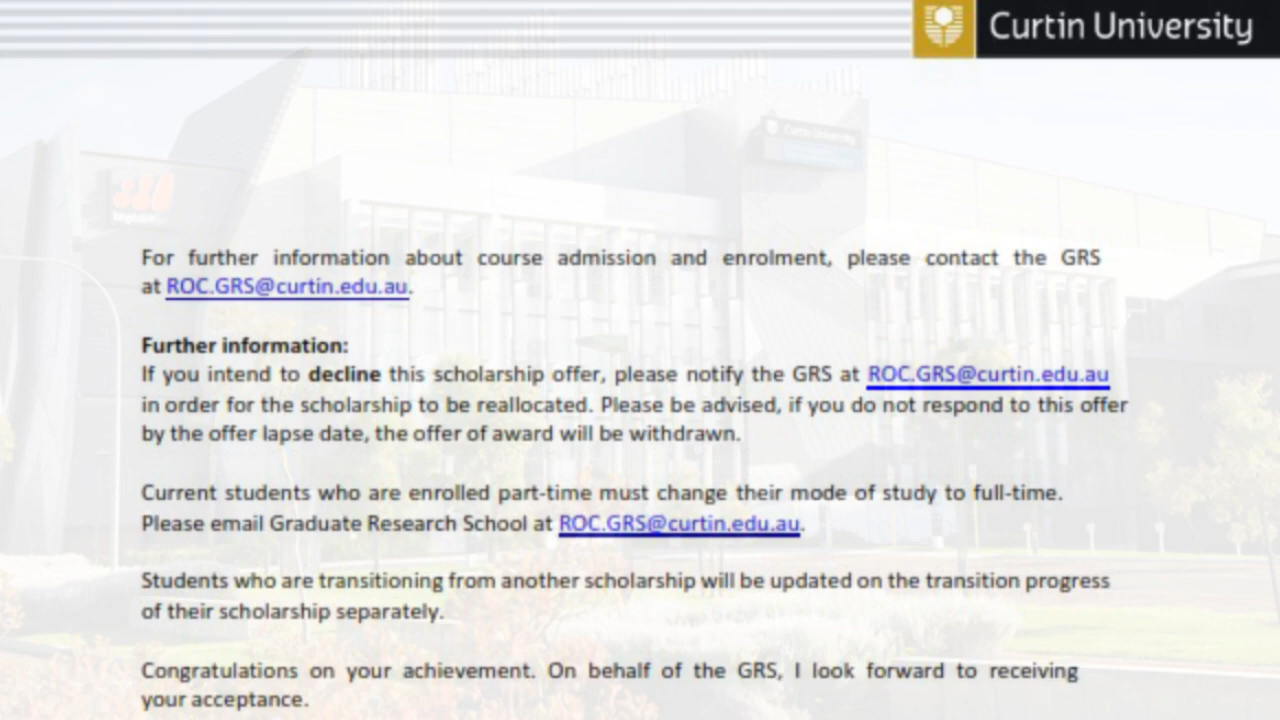 Curtin University
Curtin University
For further information about course admission and enrolment, please contact the GRS
at ROC.GRS@curtin.edu.au.
Further information:
If you intend to decline this scholarship offer, please notify the GRS at ROC.GRS@curtin.edu.au
in order for the scholarship to be reallocated. Please be advised, if you do not respond to this offer
by the offer lapse date, the offer of award will be withdrawn.
Current students who are enrolled part-time must change their mode of study to full-time.
Please email Graduate Research School at ROC.GRS@curtin.edu.au.
Students who are transitioning from another scholarship will be updated on the transition progress
of their scholarship separately.
Congratulations on your achievement. On behalf of the GRS, I look forward to receiving
your acceptance.